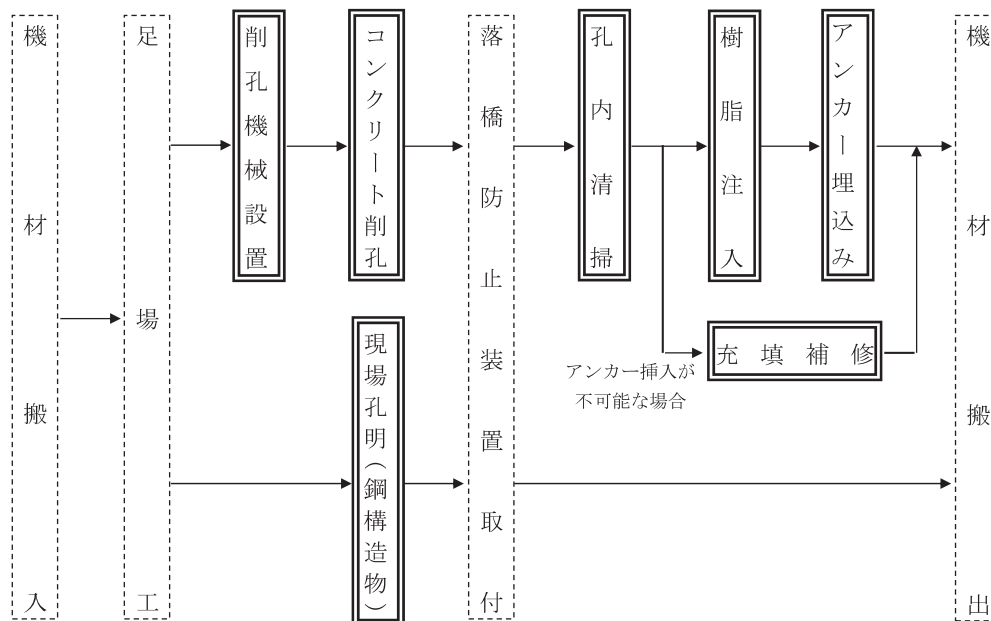 機材搬入
足場工
削孔機械設置
コンクリート削孔
現場孔明(鋼構造物)
落橋防止装置取付
孔内清掃
樹脂注入
アンカー埋込み
アンカー挿入が
不可能な場合
充填補修
機材搬出